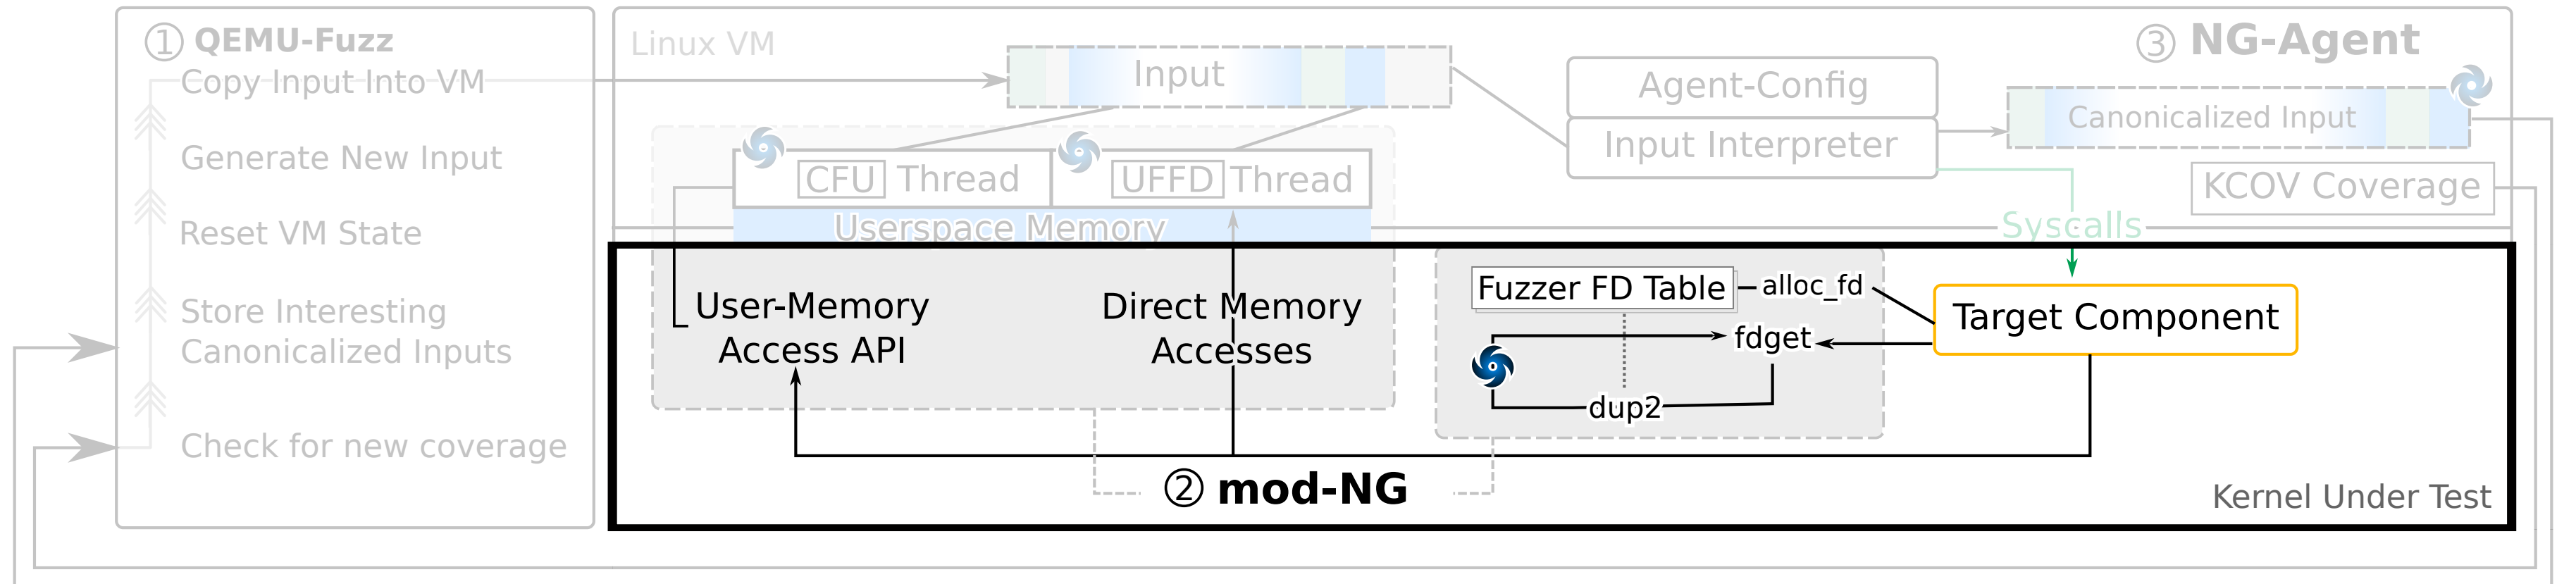 ① QEMU-Fuzz
Copy Input Into VM
Generate New Input
Reset VM State
Store Interesting
Canonicalized Inputs
Check for new coverage
Linux VM
Input
CFU Thread
UFFD Thread
Userspace Memory
Agent-Config
Input Interpreter
③ NG-Agent
Canonicalized Input
KCOV Coverage
Syscalls
User-Memory
Access API
Direct Memory
Accesses
Fuzzer FD Table
alloc_fd
fdget
dup2
Target Component
② mod-NG
Kernel Under Test